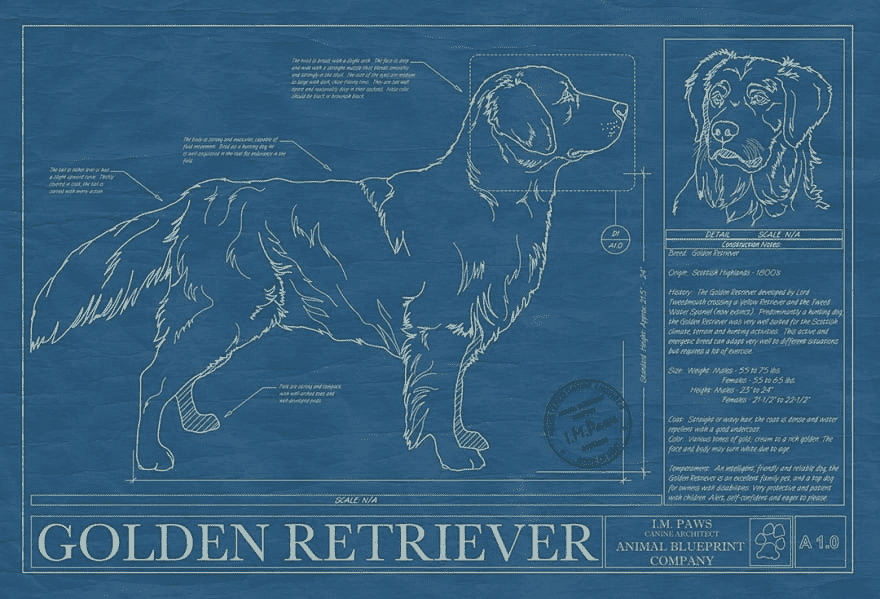 The head is broad, with a slight arch. The face is deep
and wide with a straight muzzle that blends smoothly
and strongly in the skull. The size of the eyes are medium
to large with dark, close fitting rims. They are set well
apart and reasonably deep in their sockets. Nose color
should be black or brownish black.
The body is strong and muscular, capable of
fluid movement. Bred as a hunting dog, he
is well acquainted in the coat for endurance in the
field.
The tail is either level or has
a slight upward curve. Thickly
covered in coat, the tail is
carried with merry action.
D1
A1.0
Standard Height: Approx. 21.5" - 24"
Feet are strong and compact,
with well-arched toes and
well-developed pads.
I.M. Paws
SCALE: N/A
DETAIL SCALE: N/A
Construction Notes:
Breed: Golden Retriever
Origin: Scottish Highlands - 1800's
History: The Golden Retriever developed by Lord
Tweedsmuth crossing a Yellow Retriever and the Tweed
Water Spaniel (now extinct). Predominantly a hunting dog,
the Golden Retriever was very well suited for the Scottish
climate, terrain and hunting activities. This active and
energetic breed can adapt very well to different situations
but requires a lot of exercise.
Size: Weight: Males - 55 to 75 lbs.
Females - 55 to 65 lbs.
Height: Males - 23" to 24"
Females - 21-1/2" to 22-1/2"
Coat: Straight or wavy hair, the coat is dense and water
repellent with a good undercoat.
Color: Various tones of gold; cream to a rich golden. The
face and body may turn white due to age.
Temperament: An intelligent, friendly and reliable dog, the
Golden Retriever is an excellent family pet, and a top dog
for owners with disabilities. Very protective and patient
with children. Alert, self-confident and eager to please.
GOLDEN RETRIEVER
I.M. PAWS
CANINE ARCHITECT
ANIMAL BLUEPRINT
COMPANY
A 1.0